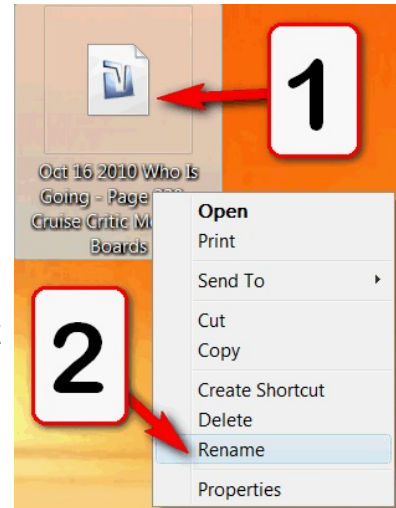 1
Oct 16 2010 Who Is
Going - Page
Cruise Critic
Boards
Open
Print
Send To
Cut
Copy
2
Create Shortcut
Delete
Rename
Properties